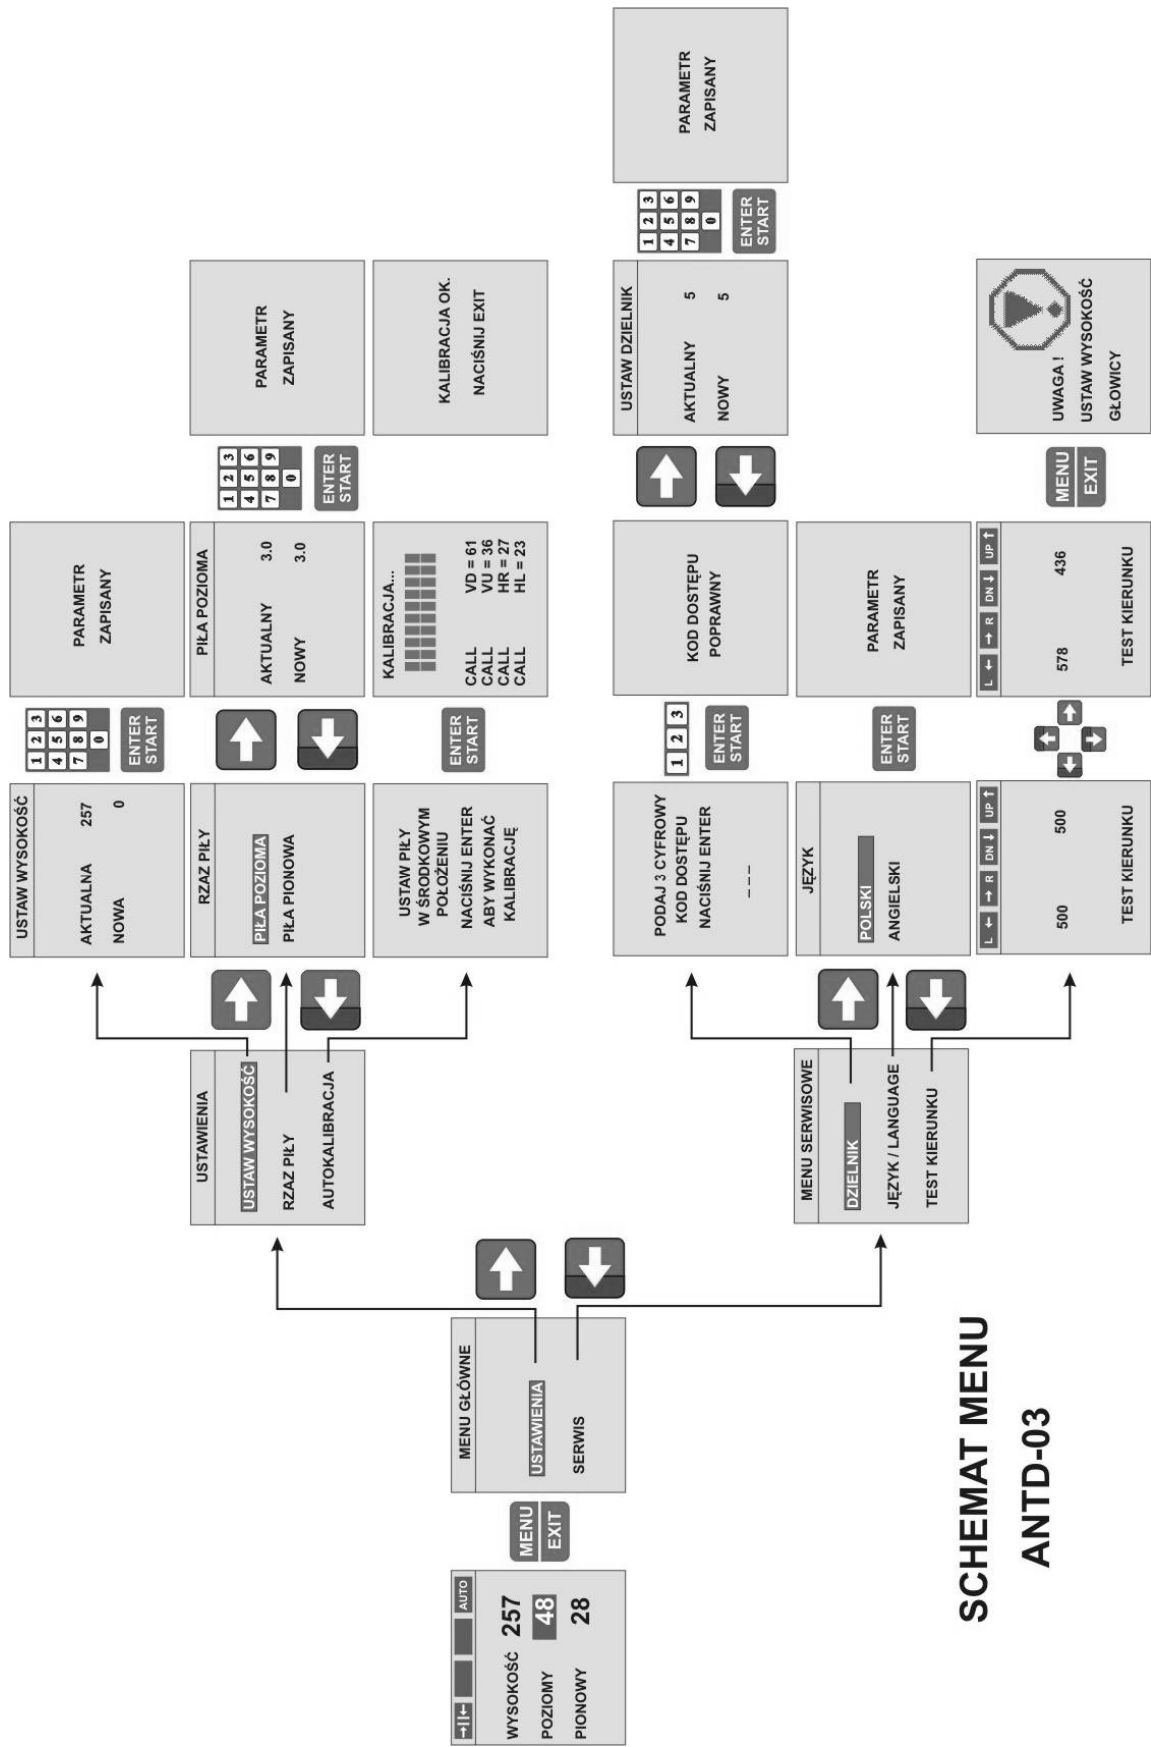 →||← AUTO
WYSOKOŚĆ 257
POZIOMY 48
PIONOWY 28
MENU
EXIT
MENU GŁÓWNE
USTAWIENIA
SERWIS
USTAWIENIA
USTAW WYSOKOŚĆ
RZAZ PIŁY
AUTOKALIBRACJA
USTAW WYSOKOŚĆ
AKTUALNA 257
NOWA 0
1 2 3
4 5 6
7 8 9
0
ENTER
START
PARAMETR
ZAPISANY
RZAZ PIŁY
PIŁA POZIOMA
PIŁA PIONOWA
PIŁA POZIOMA
AKTUALNY 3.0
NOWY 3.0
1 2 3
4 5 6
7 8 9
0
ENTER
START
PARAMETR
ZAPISANY
USTAW PIŁY
W ŚRODKOWYM
POŁOŻENIU
NACIŚNIJ ENTER
ABY WYKONAĆ
KALIBRACJĘ
ENTER
START
KALIBRACJA...
CALL VD = 61
CALL VU = 36
CALL HR = 27
CALL HL = 23
KALIBRACJA OK.
NACIŚNIJ EXIT
MENU SERWISOWE
DZIELNIK
JĘZYK / LANGUAGE
TEST KIERUNKU
PODAJ 3 CYFROWY
KOD DOSTĘPU
NACIŚNIJ ENTER
_ _ _
1 2 3
ENTER
START
KOD DOSTĘPU
POPRAWNY
USTAW DZIELNIK
AKTUALNY 5
NOWY 5
1 2 3
4 5 6
7 8 9
0
ENTER
START
PARAMETR
ZAPISANY
JĘZYK
POLSKI
ANGIELSKI
ENTER
START
PARAMETR
ZAPISANY
L ← → R DN ↓ UP ↑
500 500
TEST KIERUNKU
L ← → R DN ↓ UP ↑
578 436
TEST KIERUNKU
MENU
EXIT
UWAGA !
USTAW WYSOKOŚĆ
GŁOWICY
SCHEMAT MENU
ANTD-03